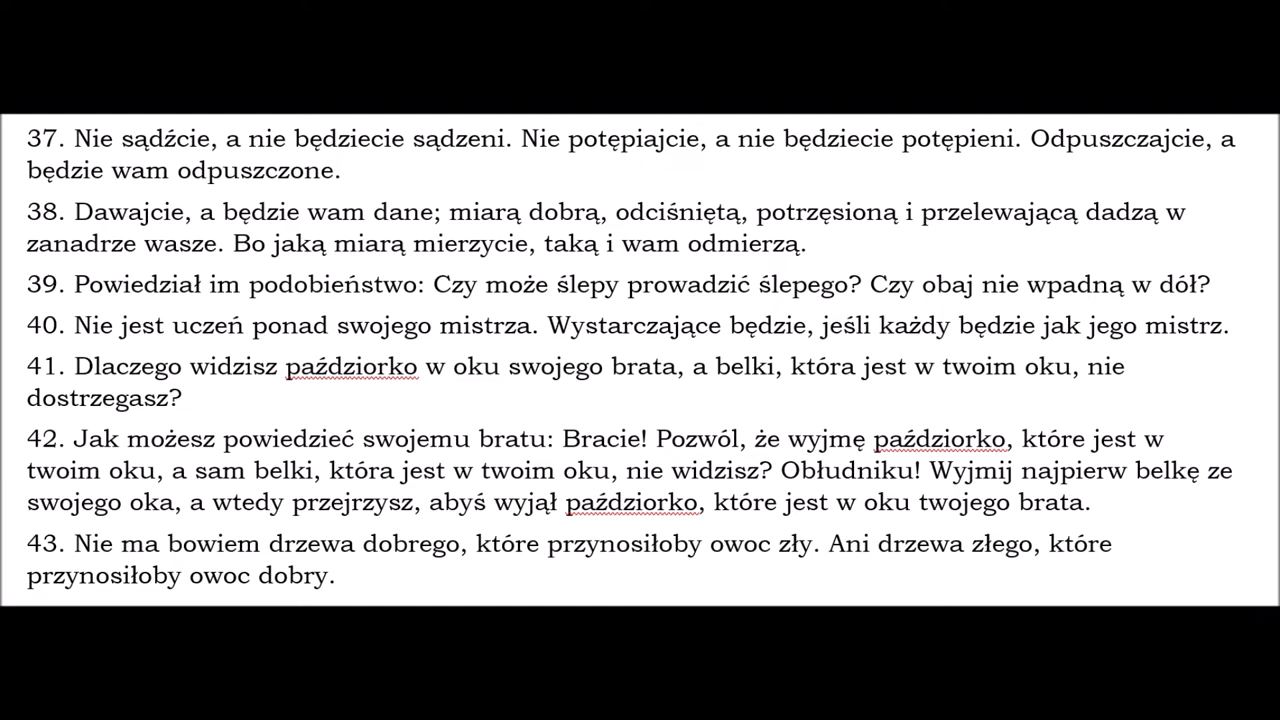 37. Nie sądźcie, a nie będziecie sądzeni. Nie potępiajcie, a nie będziecie potępieni. Odpuszczajcie, a
będzie wam odpuszczone.
38. Dawajcie, a będzie wam dane; miarą dobrą, odciśniętą, potrzęsioną i przelewającą dadzą w
zanadrze wasze. Bo jaką miarą mierzycie, taką i wam odmierzą.
39. Powiedział im podobieństwo: Czy może ślepy prowadzić ślepego? Czy obaj nie wpadną w dół?
40. Nie jest uczeń ponad swojego mistrza. Wystarczające będzie, jeśli każdy będzie jak jego mistrz.
41. Dlaczego widzisz paździorko w oku swojego brata, a belki, która jest w twoim oku, nie
dostrzegasz?
42. Jak możesz powiedzieć swojemu bratu: Bracie! Pozwól, że wyjmę paździorko, które jest w
twoim oku, a sam belki, która jest w twoim oku, nie widzisz? Obłudniku! Wyjmij najpierw belkę ze
swojego oka, a wtedy przejrzysz, abyś wyjął paździorko, które jest w oku twojego brata.
43. Nie ma bowiem drzewa dobrego, które przynosiłoby owoc zły. Ani drzewa złego, które
przynosiłoby owoc dobry.